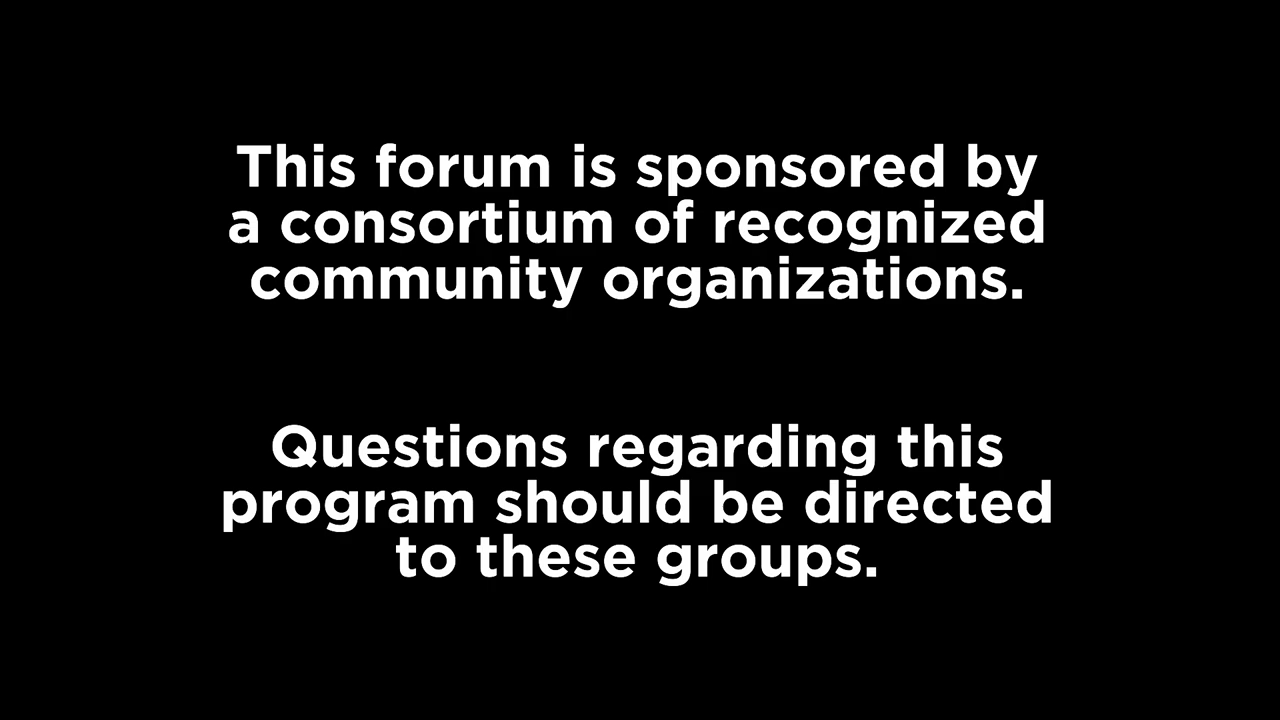 This forum is sponsored by
a consortium of recognized
community organizations.
Questions regarding this
program should be directed
to these groups.